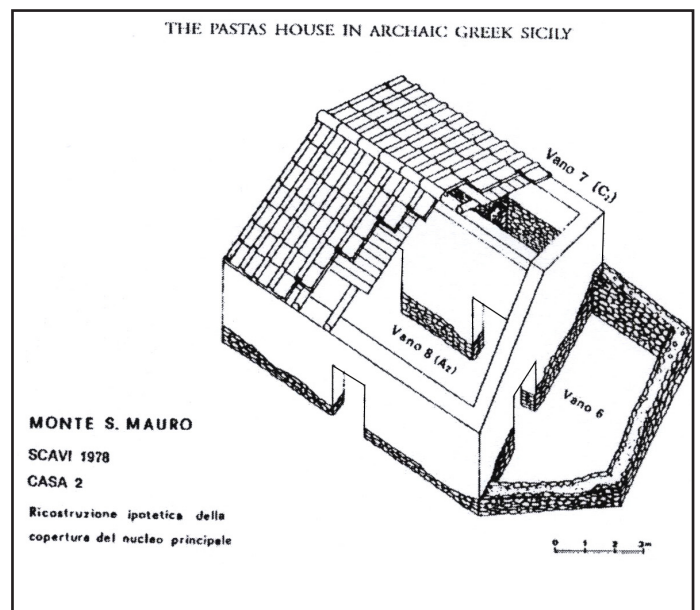 THE PASTAS HOUSE IN ARCHAIC GREEK SICILY
Vano 7 (C₂)
Vano 8 (A₂)
Vano 6
MONTE S. MAURO
SCAVI 1978
CASA 2
Ricostruzione ipotetica della
copertura del nucleo principale
0 1 2 3m